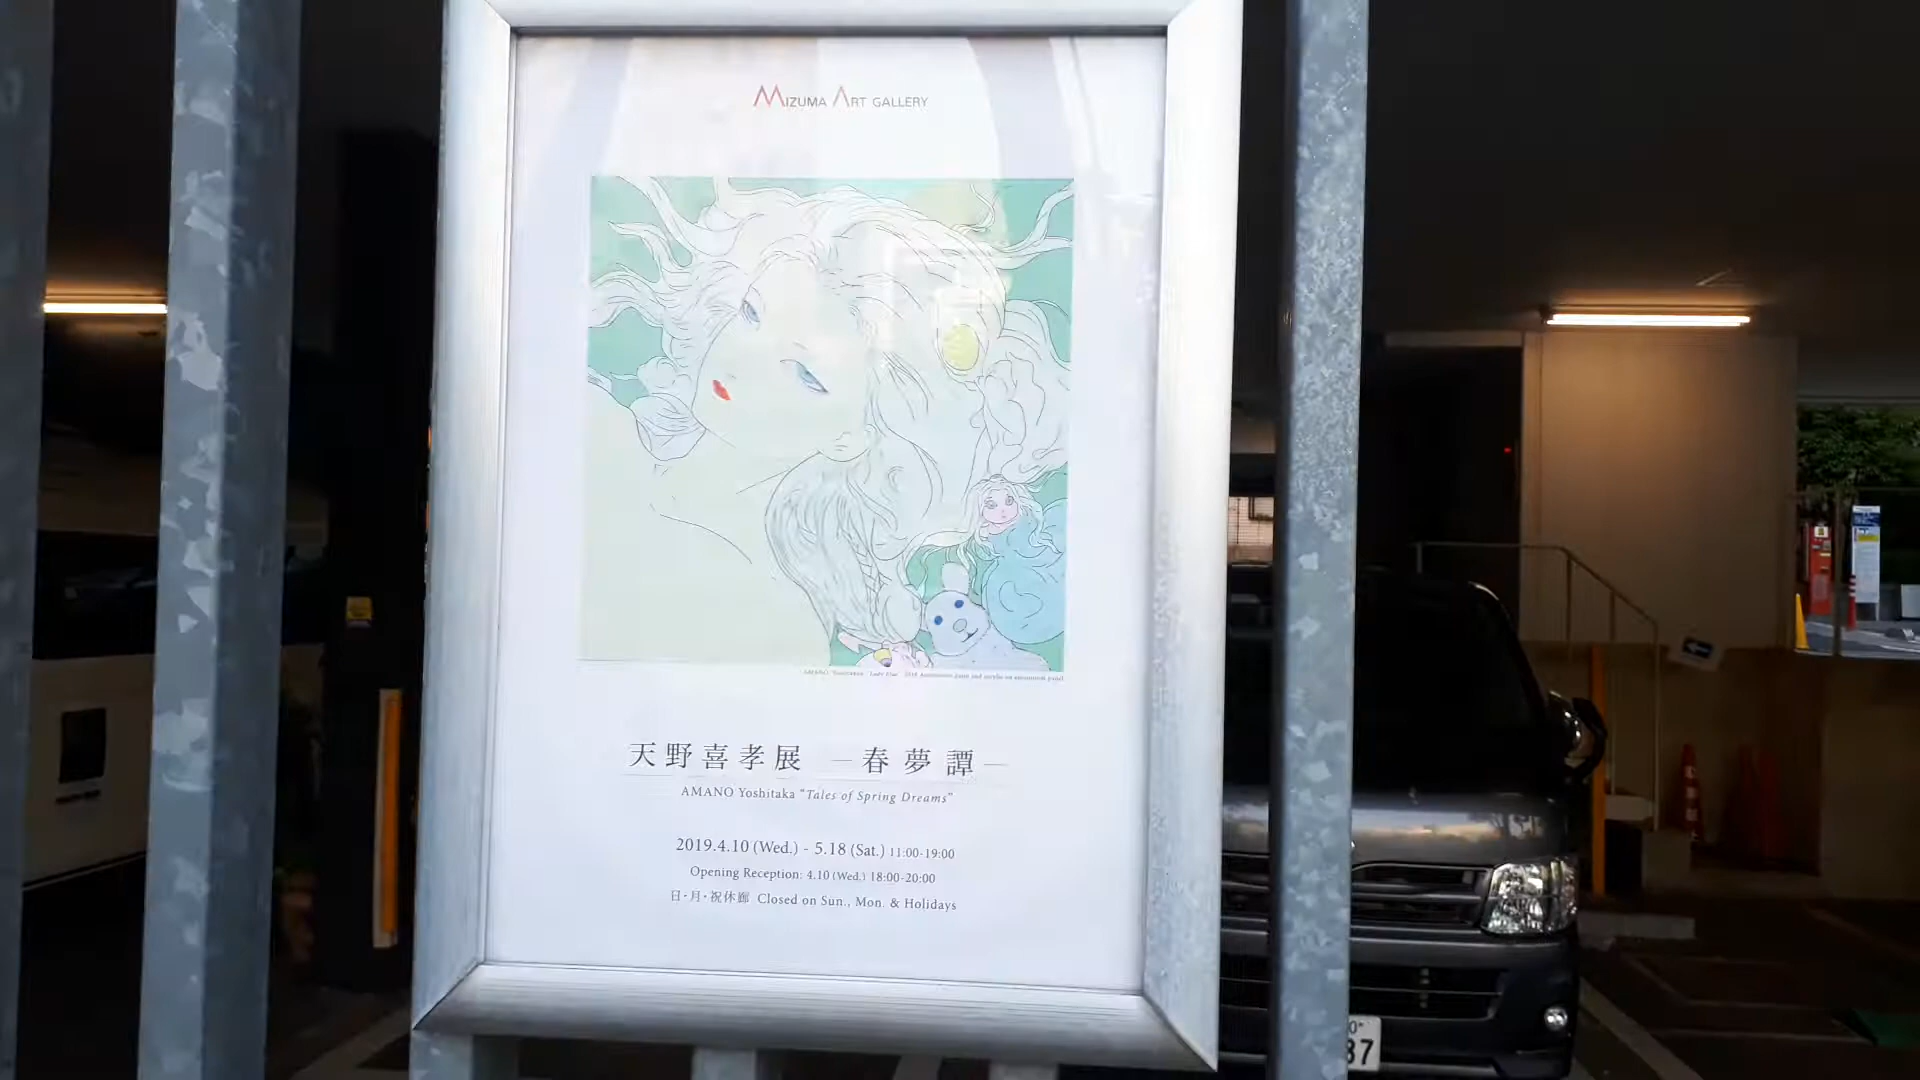 MIZUMA ART GALLERY
天野喜孝展 —春夢譚—
AMANO Yoshitaka "Tales of Spring Dreams"
2019.4.10 (Wed.) - 5.18 (Sat.) 11:00-19:00
Opening Reception: 4.10 (Wed.) 18:00-20:00
日・月・祝休廊 Closed on Sun., Mon. & Holidays
37